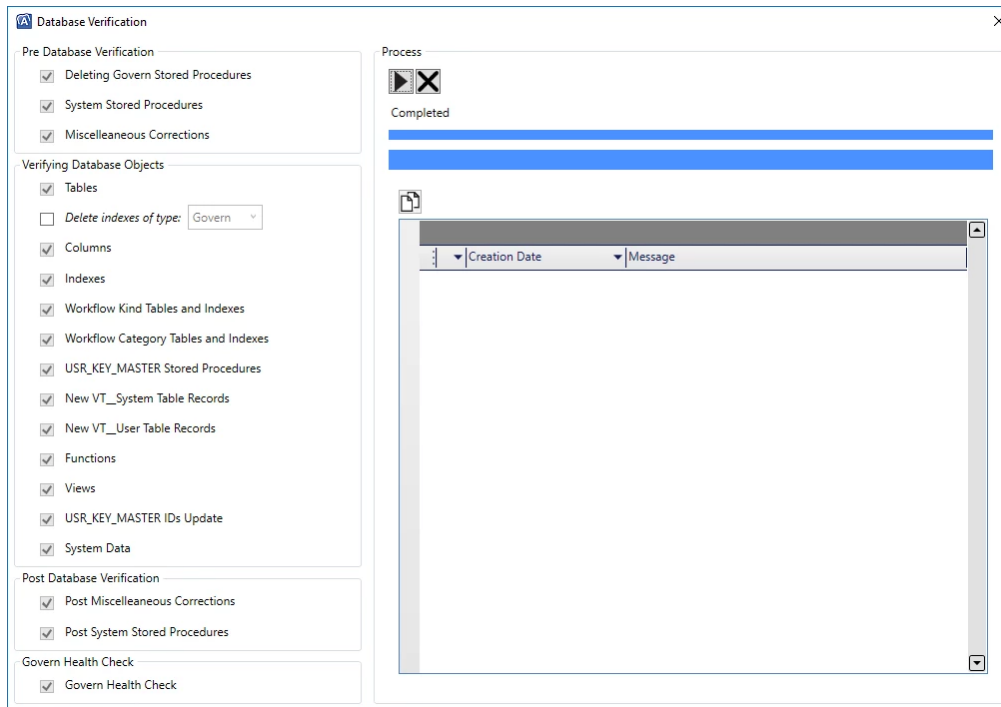 Database Verification
Pre Database Verification
Deleting Govern Stored Procedures
System Stored Procedures
Miscelleaneous Corrections
Verifying Database Objects
Tables
Delete indexes of type: Govern
Columns
Indexes
Workflow Kind Tables and Indexes
Workflow Category Tables and Indexes
USR_KEY_MASTER Stored Procedures
New VT__System Table Records
New VT__User Table Records
Functions
Views
USR_KEY_MASTER IDs Update
System Data
Post Database Verification
Post Miscelleaneous Corrections
Post System Stored Procedures
Govern Health Check
Govern Health Check
Process
Completed
Creation Date Message